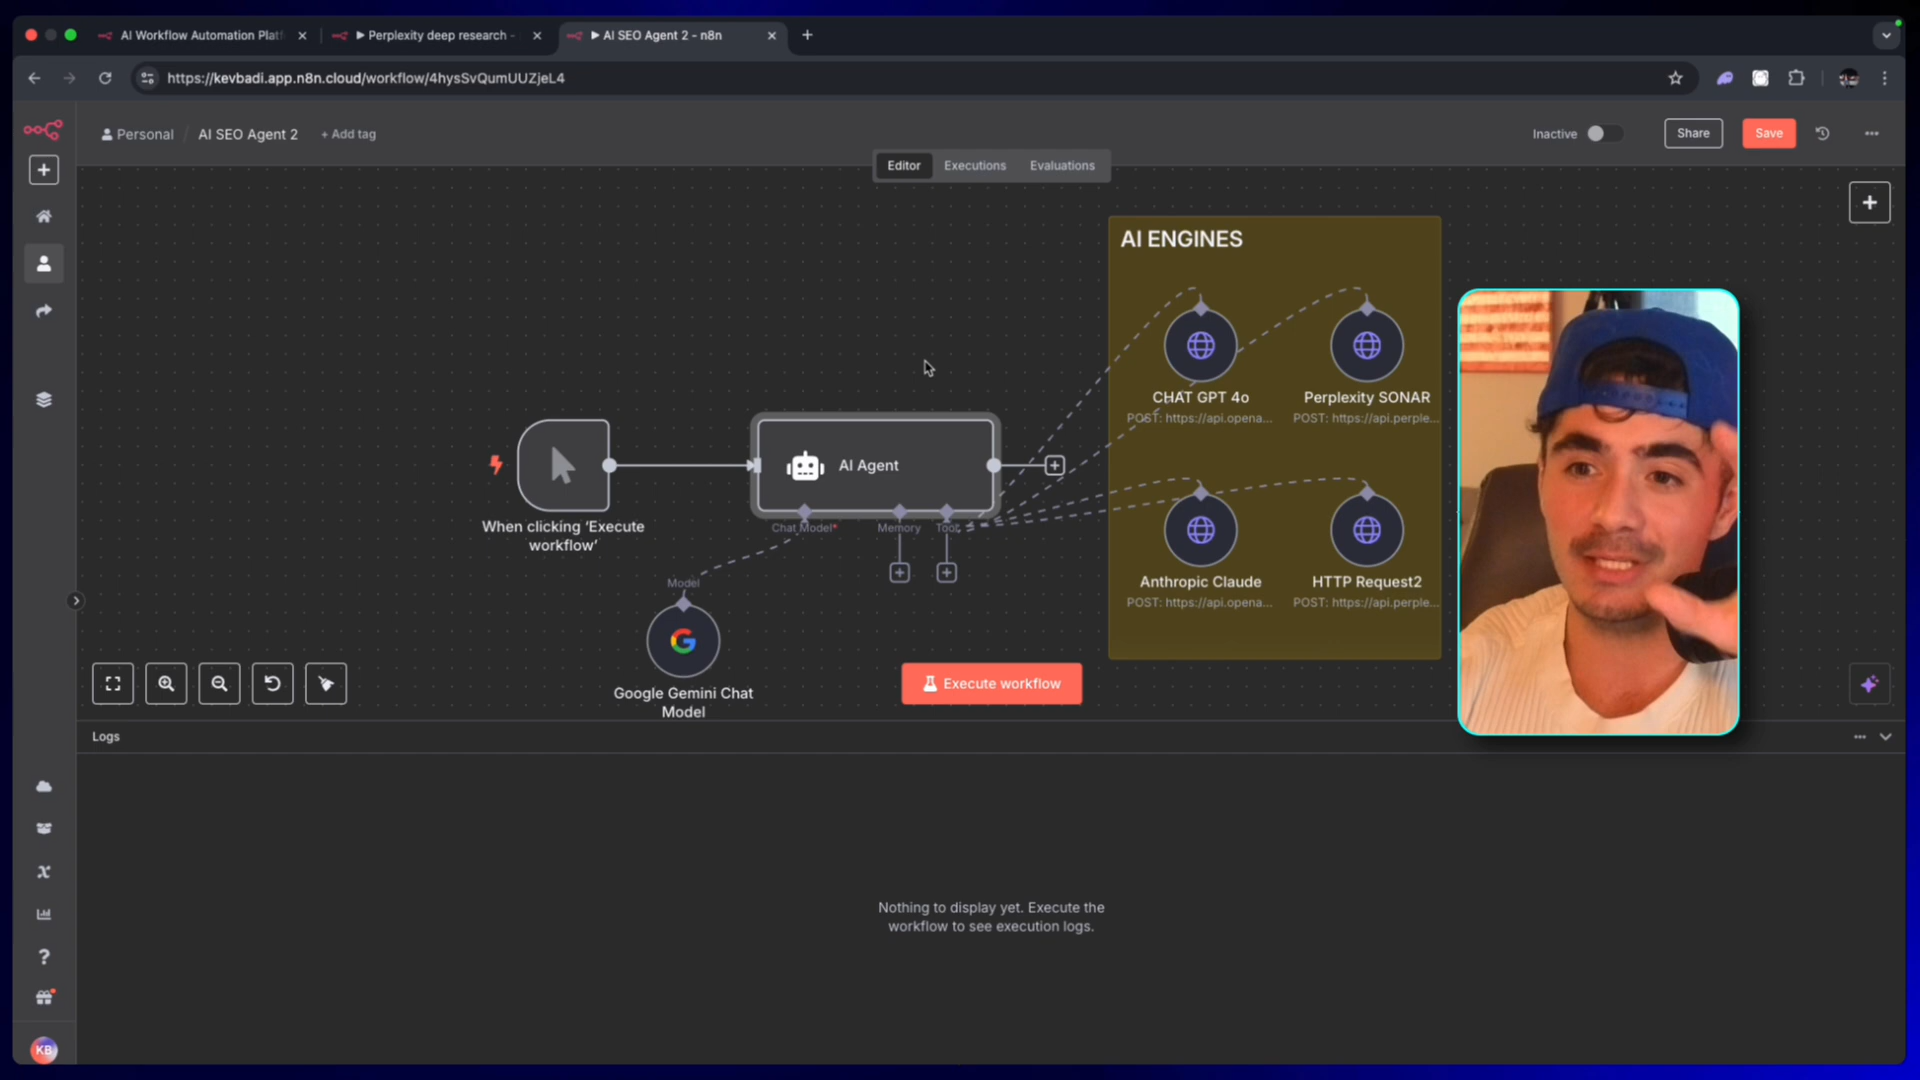 AI Workflow Automation Platf
Perplexity deep research -
AI SEO Agent 2 - n8n
https://kevbadi.app.n8n.cloud/workflow/4hysSvQumUUZjeL4
Personal / AI SEO Agent 2 + Add tag
Inactive
Share
Save
Editor
Executions
Evaluations
AI ENGINES
CHAT GPT 4o
POST: https://api.opena...
Perplexity SONAR
POST: https://api.perple...
AI Agent
When clicking ‘Execute
workflow’
Chat Model*
Memory
Tool
Anthropic Claude
POST: https://api.opena...
HTTP Request2
POST: https://api.perple...
Model
Google Gemini Chat
Model
Execute workflow
Logs
Nothing to display yet. Execute the
workflow to see execution logs.
KB